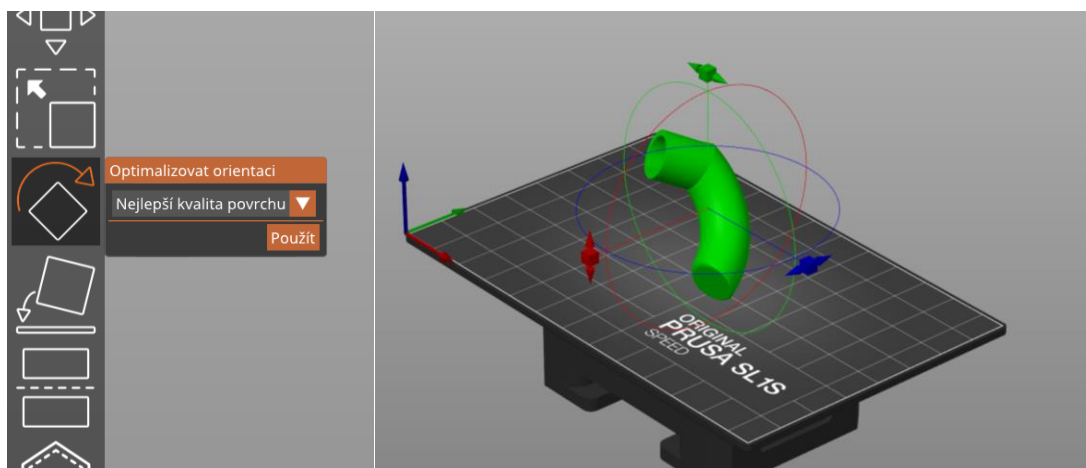 Optimalizovat orientaci
Nejlepší kvalita povrchu
Použít
ORIGINAL
PRUSA SL1S
SPEED